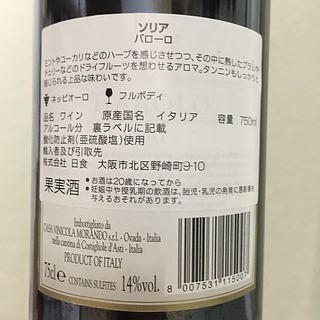 ソリア
バローロ
ミントやユーカリなどのハーブを感じさせつつ、その中に熟したプラムや
チェリーなどのドライフルーツを想わせるアロマ。タンニンもしっかりと
感じられる上品な味わいです。
ネッビオーロ フルボディ
品名 ワイン 原産国名 イタリア 容量 750ml
アルコール分 裏ラベルに記載
酸化防止剤(亜硫酸塩)使用
輸入者及び引取先
株式会社 日食 大阪市北区野崎町9-10
果実酒
●お酒は20歳になってから
●妊娠中や授乳期の飲酒は、胎児・乳児の発育に悪影響を
与えるおそれがあります。
Imbottigliato da
CASA VINICOLA MORANDO s.r.l. - Ovada - Italia
nella cantina di Costigliole d'Asti - Italia
PRODUCT OF ITALY
75cl e CONTAINS SULFITES 14%vol.
8 007531 115007